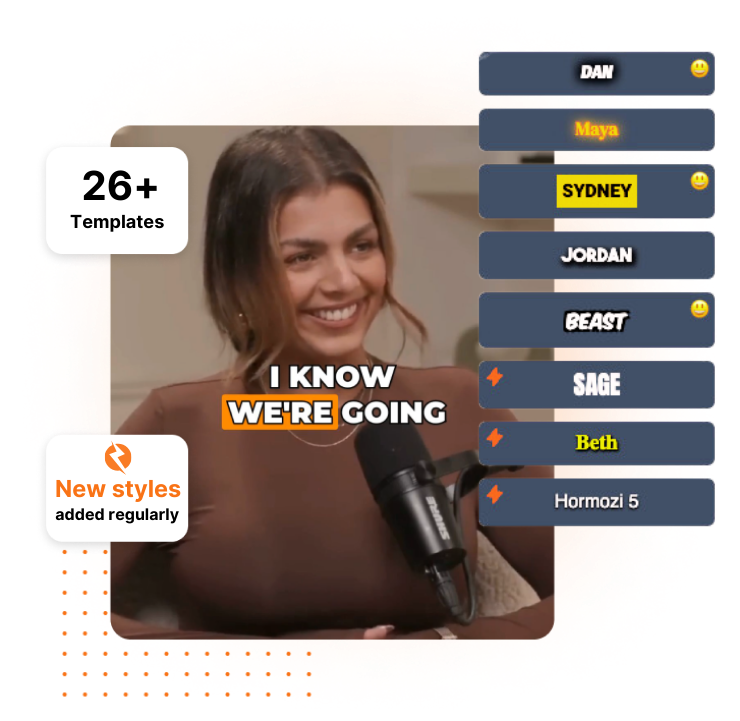 DAN
Maya
26+
Templates
SYDNEY
JORDAN
BEAST
I KNOW
WE'RE GOING
SAGE
Beth
New styles
added regularly
Hormozi 5
SHURE